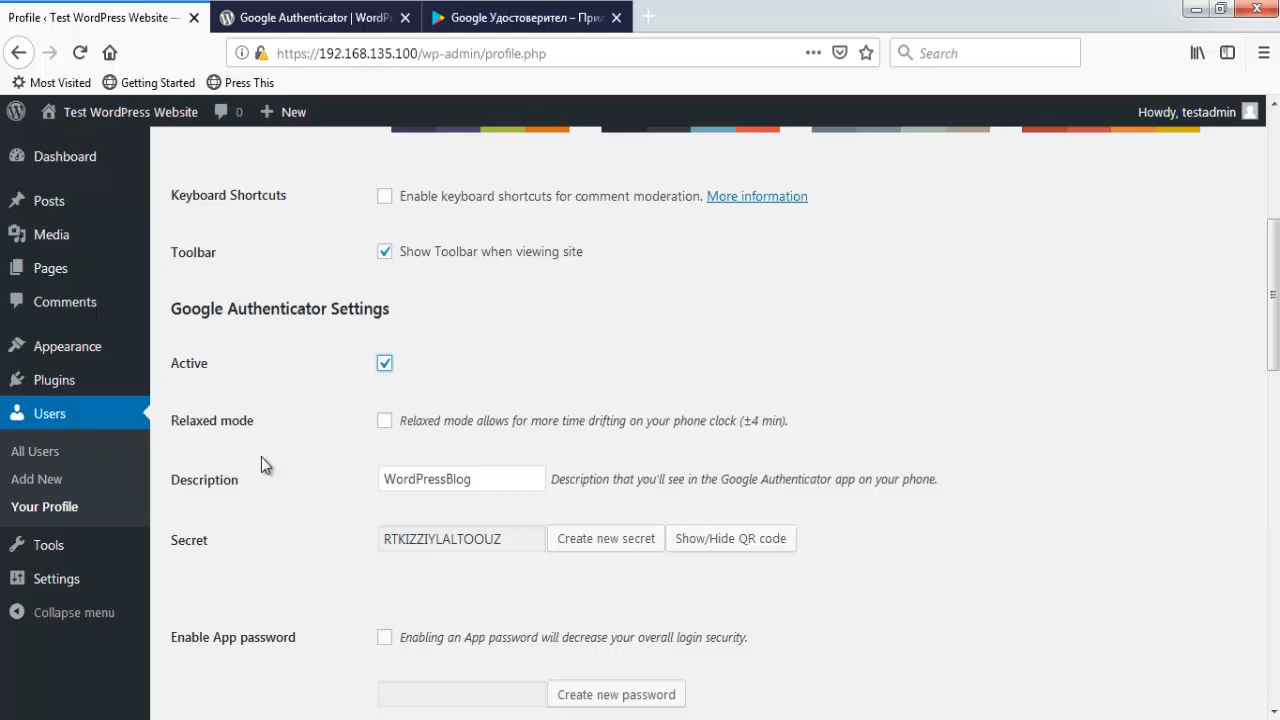 Profile ‹ Test WordPress Website —
Google Authenticator | WordP
Google Удостоверител – При
https://192.168.135.100/wp-admin/profile.php
Search
Most Visited
Getting Started
Press This
Test WordPress Website
0
New
Howdy, testadmin
Dashboard
Posts
Media
Pages
Comments
Appearance
Plugins
Users
All Users
Add New
Your Profile
Tools
Settings
Collapse menu
Keyboard Shortcuts
Enable keyboard shortcuts for comment moderation. More information
Toolbar
Show Toolbar when viewing site
Google Authenticator Settings
Active
Relaxed mode
Relaxed mode allows for more time drifting on your phone clock (±4 min).
Description
WordPressBlog
Description that you'll see in the Google Authenticator app on your phone.
Secret
RTKIZZIYLALTOOUZ
Create new secret
Show/Hide QR code
Enable App password
Enabling an App password will decrease your overall login security.
Create new password